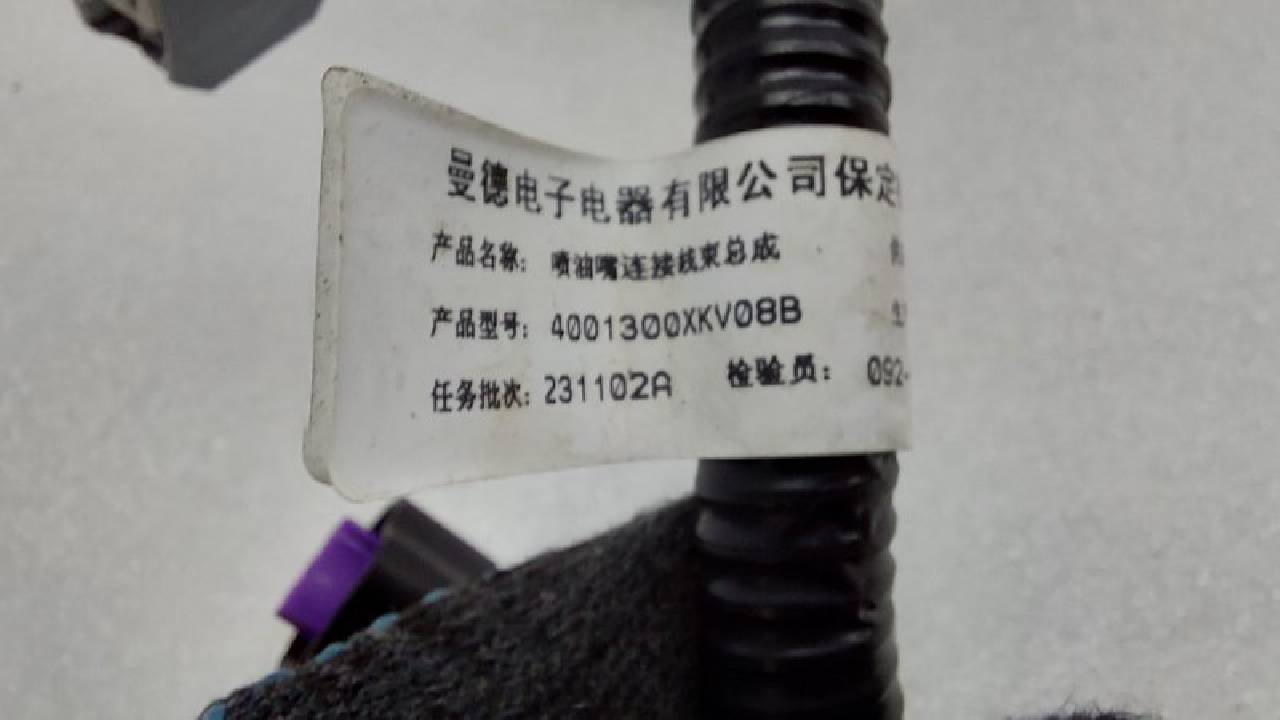 曼德电子电器有限公司保定
产品名称：喷油嘴连接线束总成
产品型号：4001300XKV08B
任务批次：231102A 检验员：092-